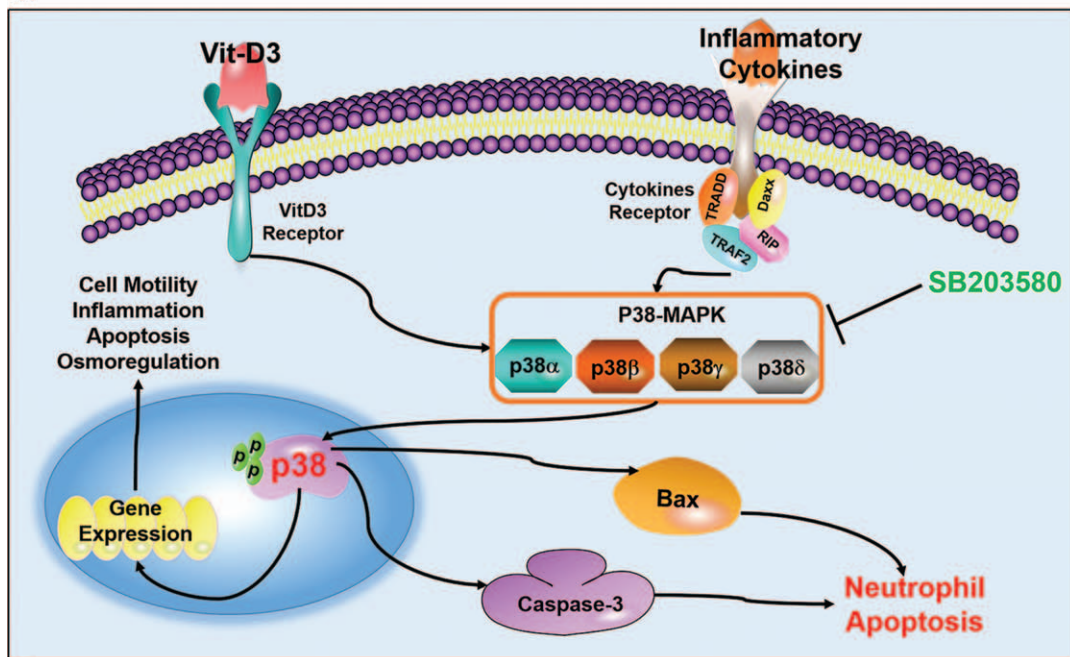 Vit-D3
Inflammatory
Cytokines
VitD3
Receptor
Cytokines
Receptor
TRADD
Daxx
TRAF2
RIP
SB203580
Cell Motility
Inflammation
Apoptosis
Osmoregulation
P38-MAPK
p38α
p38β
p38γ
p38δ
p
p
p
p38
Gene
Expression
Bax
Caspase-3
Neutrophil
Apoptosis